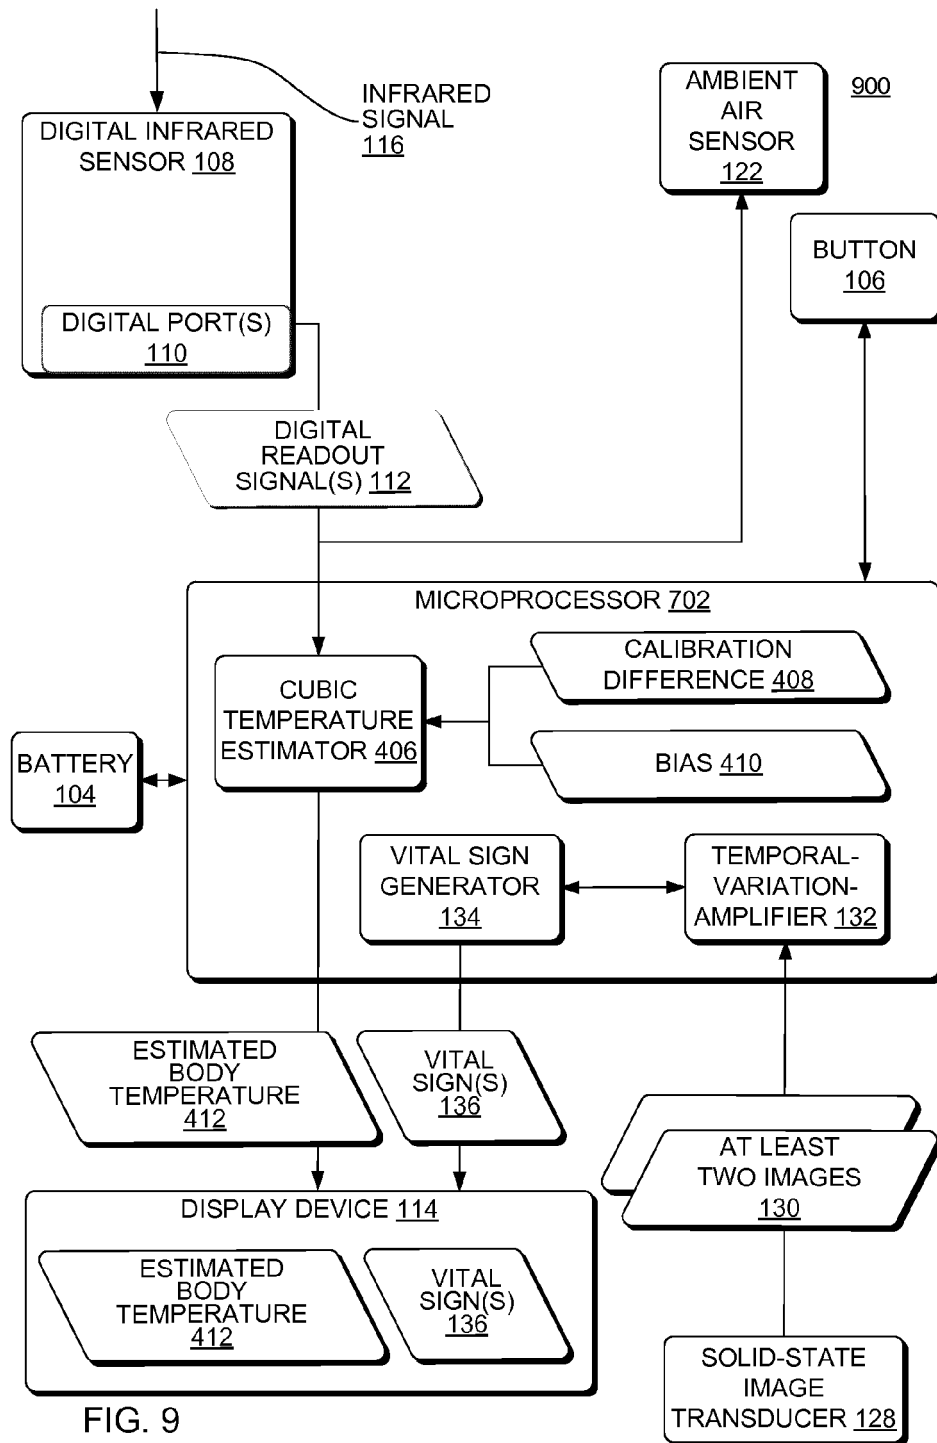 INFRARED
SIGNAL
116
DIGITAL INFRARED
SENSOR 108
DIGITAL PORT(S)
110
AMBIENT
AIR
SENSOR
122
900
BUTTON
106
DIGITAL
READOUT
SIGNAL(S) 112
MICROPROCESSOR 702
CUBIC
TEMPERATURE
ESTIMATOR 406
CALIBRATION
DIFFERENCE 408
BIAS 410
BATTERY
104
VITAL SIGN
GENERATOR
134
TEMPORAL-
VARIATION-
AMPLIFIER 132
ESTIMATED
BODY
TEMPERATURE
412
VITAL
SIGN(S)
136
AT LEAST
TWO IMAGES
130
DISPLAY DEVICE 114
ESTIMATED
BODY
TEMPERATURE
412
VITAL
SIGN(S)
136
SOLID-STATE
IMAGE
TRANSDUCER 128
FIG. 9